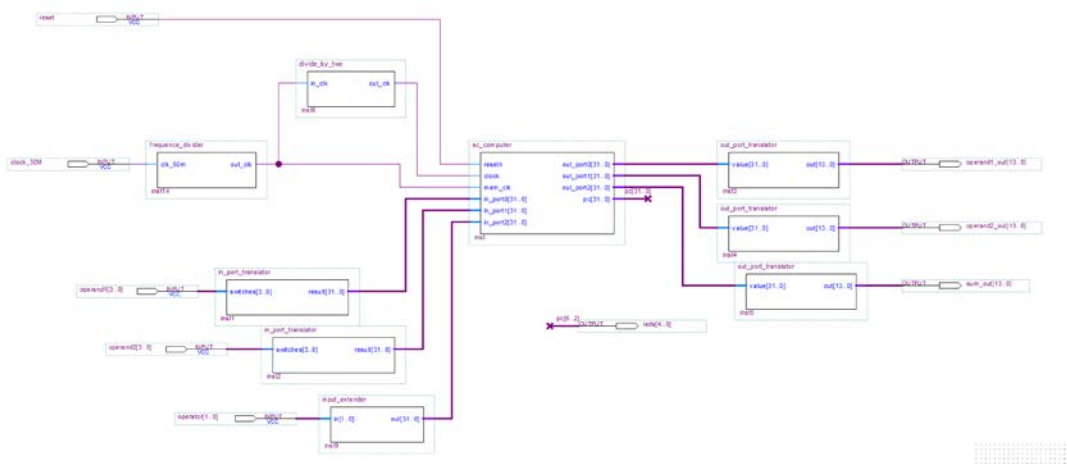 resetn
INPUT
VCC
divide_by_two
in_clk out_clk
inst6
clock_50M
INPUT
VCC
frequence_divider
clk_50m out_clk
inst14
sc_computer
resetn out_port0[31..0]
clock out_port1[31..0]
mem_clk out_port2[31..0]
in_port0[31..0] pc[31..0]
in_port1[31..0]
in_port2[31..0]
inst
pc[31..0]
out_port_translator
value[31..0] out[13..0]
inst3
OUTPUT
operand1_out[13..0]
out_port_translator
value[31..0] out[13..0]
inst4
OUTPUT
operand2_out[13..0]
out_port_translator
value[31..0] out[13..0]
inst5
OUTPUT
sum_out[13..0]
operand1[3..0]
INPUT
VCC
in_port_translator
switches[3..0] result[31..0]
inst1
pc[6..2]
OUTPUT
leds[4..0]
operand2[3..0]
INPUT
VCC
in_port_translator
switches[3..0] result[31..0]
inst2
operator[1..0]
INPUT
VCC
input_extender
in[1..0] out[31..0]
inst9